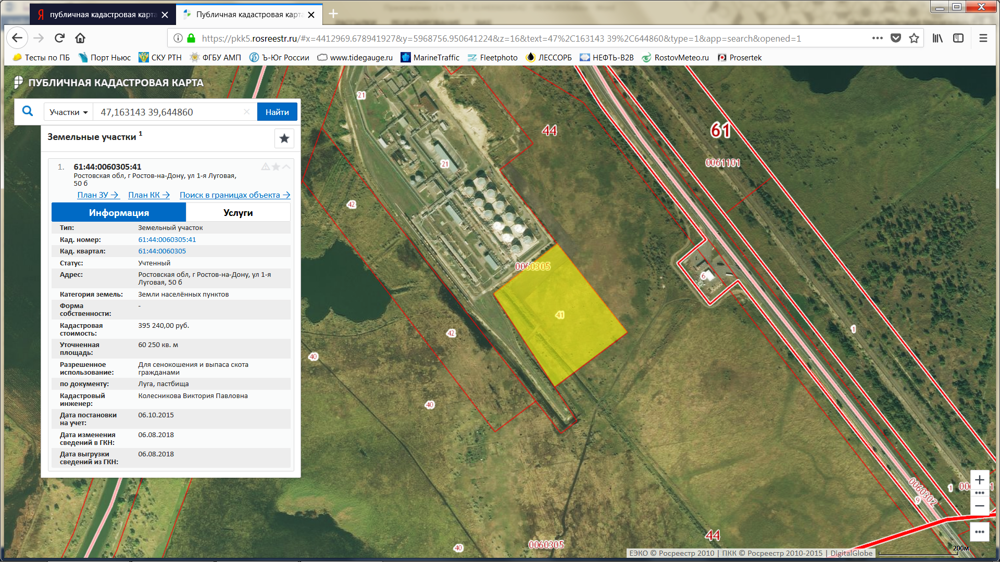 публичная кадастровая карта
Публичная кадастровая карта
https://pkk5.rosreestr.ru/#x=4412969.678941927&y=5968756.950641224&z=16&text=47%2C163143 39%2C644860&type=1&app=search&opened=1
Тесты по ПБ
Порт Ньюс
СКУ РТН
ФГБУ АМП
Ъ-Юг России
www.tidegauge.ru
MarineTraffic
Fleetphoto
ЛЕССОРБ
НЕФТЬ-B2B
RostovMeteo.ru
Prosertek
ПУБЛИЧНАЯ КАДАСТРОВАЯ КАРТА
Участки
47,163143 39,644860
Найти
Земельные участки 1
1. 61:44:0060305:41
Ростовская обл, г Ростов-на-Дону, ул 1-я Луговая,
50 б
План ЗУ → План КК → Поиск в границах объекта →
Информация Услуги
Тип: Земельный участок
Кад. номер: 61:44:0060305:41
Кад. квартал: 61:44:0060305
Статус: Учтенный
Адрес: Ростовская обл, г Ростов-на-Дону, ул 1-я
Луговая, 50 б
Категория земель: Земли населённых пунктов
Форма
собственности: -
Кадастровая
стоимость: 395 240,00 руб.
Уточненная
площадь: 60 250 кв. м
Разрешенное
использование: Для сенокошения и выпаса скота
гражданами
по документу: Луга, пастбища
Кадастровый
инженер: Колесникова Виктория Павловна
Дата постановки
на учет: 06.10.2015
Дата изменения
сведений в ГКН: 06.08.2018
Дата выгрузки
сведений из ГКН: 06.08.2018
21
44
61
0061101
21
42
0060305
6
41
1
42
40
40
0060302
1
9
44
0060305
40
200м
ЕЭКО © Росреестр 2010 | ПКК © Росреестр 2010-2015 | DigitalGlobe